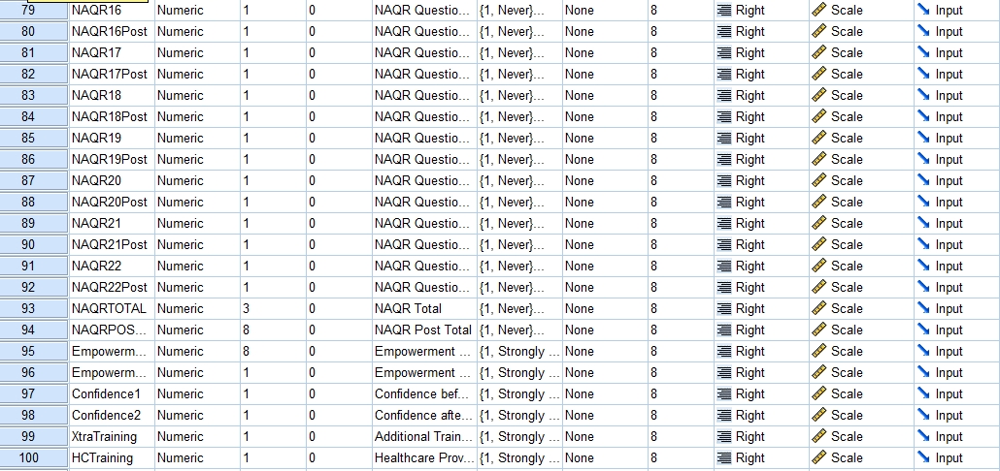 79 NAQR16 Numeric 1 0 NAQR Questio... {1, Never}... None 8 Right Scale Input
80 NAQR16Post Numeric 1 0 NAQR Questio... {1, Never}... None 8 Right Scale Input
81 NAQR17 Numeric 1 0 NAQR Questio... {1, Never}... None 8 Right Scale Input
82 NAQR17Post Numeric 1 0 NAQR Questio... {1, Never}... None 8 Right Scale Input
83 NAQR18 Numeric 1 0 NAQR Questio... {1, Never}... None 8 Right Scale Input
84 NAQR18Post Numeric 1 0 NAQR Questio... {1, Never}... None 8 Right Scale Input
85 NAQR19 Numeric 1 0 NAQR Questio... {1, Never}... None 8 Right Scale Input
86 NAQR19Post Numeric 1 0 NAQR Questio... {1, Never}... None 8 Right Scale Input
87 NAQR20 Numeric 1 0 NAQR Questio... {1, Never}... None 8 Right Scale Input
88 NAQR20Post Numeric 1 0 NAQR Questio... {1, Never}... None 8 Right Scale Input
89 NAQR21 Numeric 1 0 NAQR Questio... {1, Never}... None 8 Right Scale Input
90 NAQR21Post Numeric 1 0 NAQR Questio... {1, Never}... None 8 Right Scale Input
91 NAQR22 Numeric 1 0 NAQR Questio... {1, Never}... None 8 Right Scale Input
92 NAQR22Post Numeric 1 0 NAQR Questio... {1, Never}... None 8 Right Scale Input
93 NAQRTOTAL Numeric 3 0 NAQR Total {1, Never}... None 8 Right Scale Input
94 NAQRPOS... Numeric 8 0 NAQR Post Total {1, Never}... None 8 Right Scale Input
95 Empowerm... Numeric 8 0 Empowerment ... {1, Strongly ... None 8 Right Scale Input
96 Empowerm... Numeric 1 0 Empowerment ... {1, Strongly ... None 8 Right Scale Input
97 Confidence1 Numeric 1 0 Confidence bef... {1, Strongly ... None 8 Right Scale Input
98 Confidence2 Numeric 1 0 Confidence afte... {1, Strongly ... None 8 Right Scale Input
99 XtraTraining Numeric 1 0 Additional Train... {1, Strongly ... None 8 Right Scale Input
100 HCTraining Numeric 1 0 Healthcare Prov... {1, Strongly ... None 8 Right Scale Input